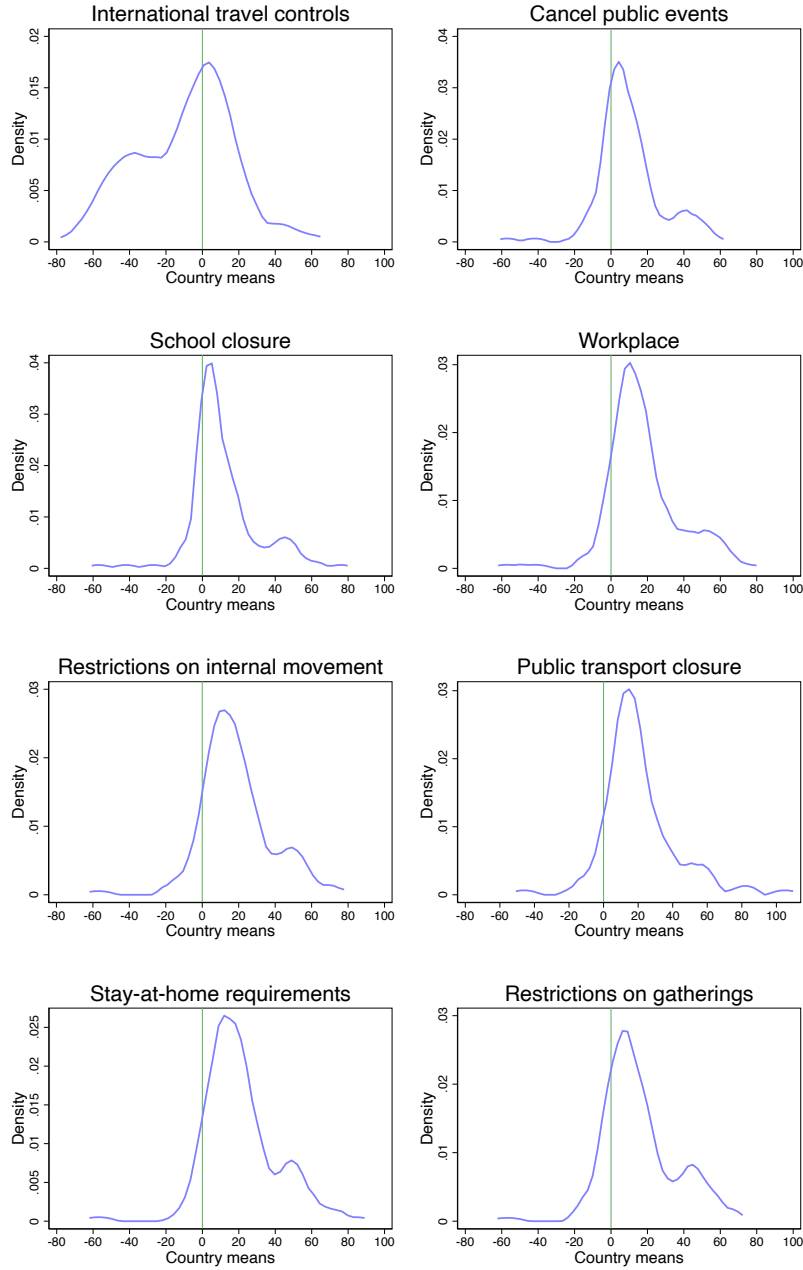 International travel controls
Density
0 .005 .01 .015 .02
-80 -60 -40 -20 0 20 40 60 80 100
Country means
Cancel public events
Density
0 .01 .02 .03 .04
-80 -60 -40 -20 0 20 40 60 80 100
Country means
School closure
Density
0 .01 .02 .03 .04
-80 -60 -40 -20 0 20 40 60 80 100
Country means
Workplace
Density
0 .01 .02 .03
-80 -60 -40 -20 0 20 40 60 80 100
Country means
Restrictions on internal movement
Density
0 .01 .02 .03
-80 -60 -40 -20 0 20 40 60 80 100
Country means
Public transport closure
Density
0 .01 .02 .03
-80 -60 -40 -20 0 20 40 60 80 100
Country means
Stay-at-home requirements
Density
0 .005 .01 .015 .02 .025
-80 -60 -40 -20 0 20 40 60 80 100
Country means
Restrictions on gatherings
Density
0 .01 .02 .03
-80 -60 -40 -20 0 20 40 60 80 100
Country means